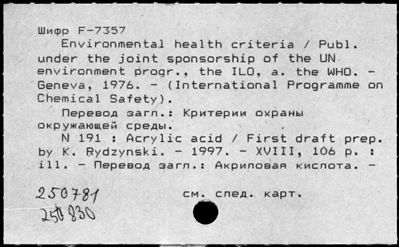 Шифр F-7357
Environmental health criteria / Publ.
under the joint sponsorship of the UN
environment progr., the ILO, a. the WHO. -
Geneva, 1976. - (International Programme on
Chemical Safety).
Перевод загл.: Критерии охраны
окружающей среды.
N 191 : Acrylic acid / First draft prep.
by K. Rydzynski. - 1997. - XVIII, 106 p. :
ill. - Перевод загл.: Акриловая кислота. -
250781 см. след. карт.
250830